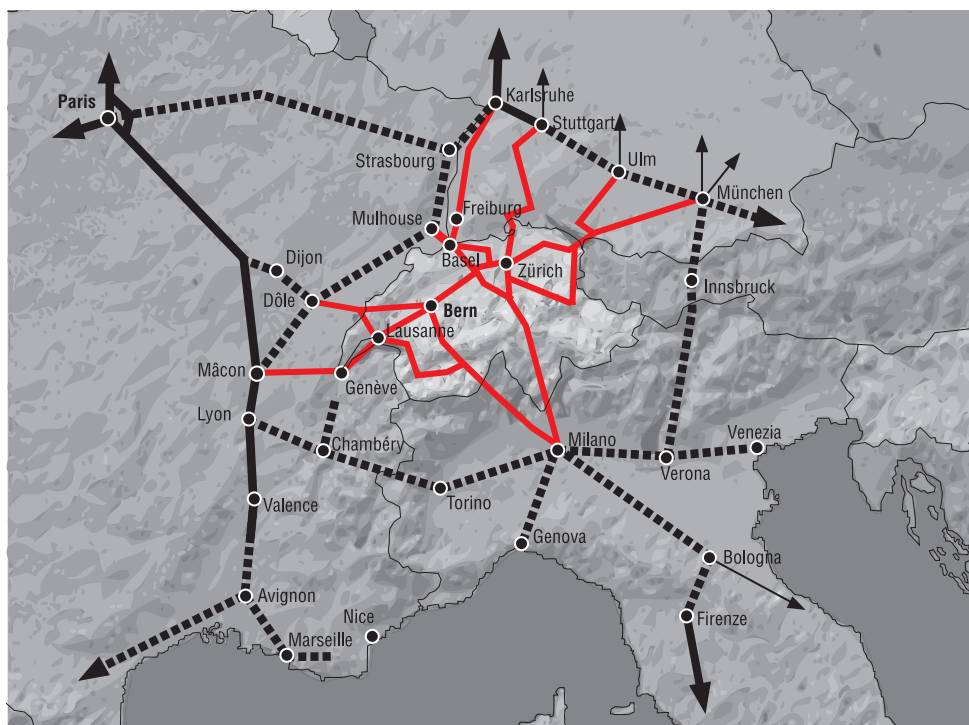 Karlsruhe
Paris
Stuttgart
Strasbourg
Ulm
München
Freiburg
Mulhouse
Basel
Dijon
Zürich
Innsbruck
Dôle
Bern
Lausanne
Mâcon
Genève
Lyon
Chambéry
Milano
Venezia
Verona
Valence
Torino
Genova
Bologna
Avignon
Nice
Firenze
Marseille